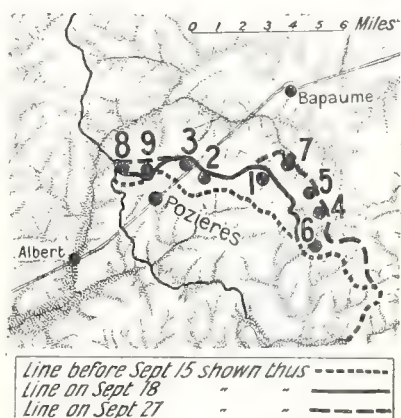 0 1 2 3 4 5 6 Miles
Bapaume
8 9 3 2 1 7
5
4
6
Pozieres
Albert
Line before Sept 15 shown thus
Line on Sept 18 " "
Line on Sept 27 " "